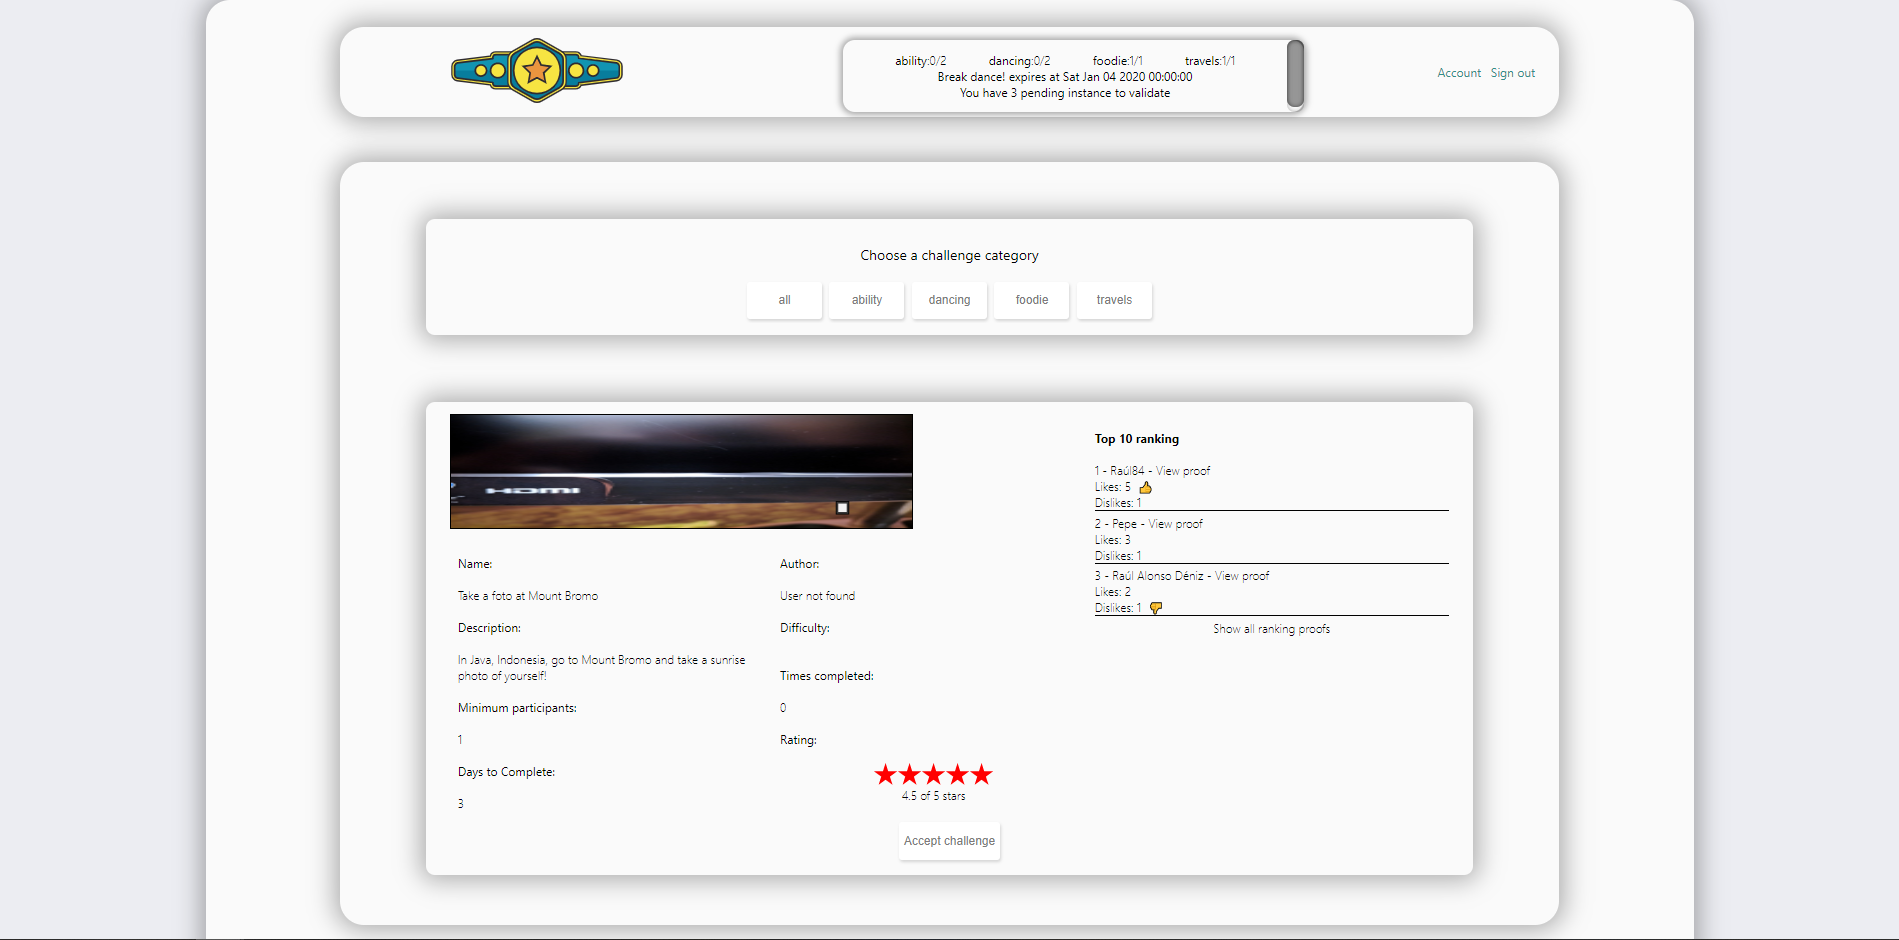 ability:0/2 dancing:0/2 foodie:1/1 travels:1/1
Break dance! expires at Sat Jan 04 2020 00:00:00
You have 3 pending instance to validate
Account Sign out
Choose a challenge category
all ability dancing foodie travels
HDMI
Name:
Take a foto at Mount Bromo
Description:
In Java, Indonesia, go to Mount Bromo and take a sunrise
photo of yourself!
Minimum participants:
1
Days to Complete:
3
Author:
User not found
Difficulty:
Times completed:
0
Rating:
★★★★★
4.5 of 5 stars
Accept challenge
Top 10 ranking
1 - Raúl84 - View proof
Likes: 5
Dislikes: 1
2 - Pepe - View proof
Likes: 3
Dislikes: 1
3 - Raúl Alonso Déniz - View proof
Likes: 2
Dislikes: 1
Show all ranking proofs